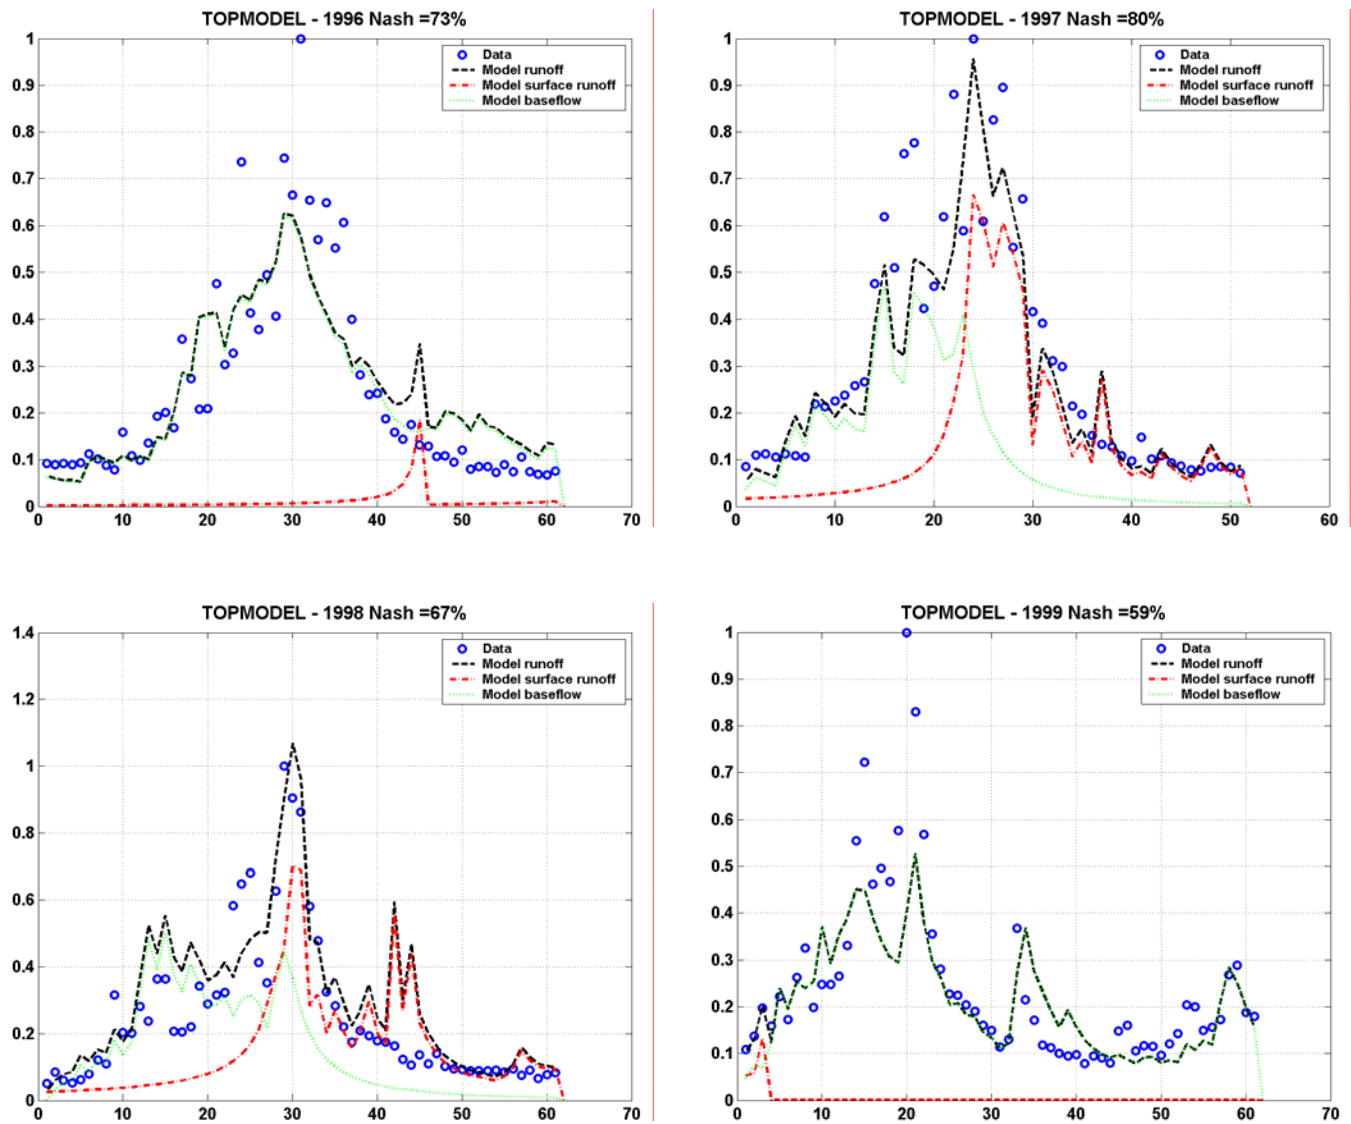 TOPMODEL - 1996 Nash =73%
1
0.9
0.8
0.7
0.6
0.5
0.4
0.3
0.2
0.1
0
0 10 20 30 40 50 60 70
Data
Model runoff
Model surface runoff
Model baseflow
TOPMODEL - 1997 Nash =80%
1
0.9
0.8
0.7
0.6
0.5
0.4
0.3
0.2
0.1
0
0 10 20 30 40 50 60
Data
Model runoff
Model surface runoff
Model baseflow
TOPMODEL - 1998 Nash =67%
1.4
1.2
1
0.8
0.6
0.4
0.2
0
0 10 20 30 40 50 60 70
Data
Model runoff
Model surface runoff
Model baseflow
TOPMODEL - 1999 Nash =59%
1
0.9
0.8
0.7
0.6
0.5
0.4
0.3
0.2
0.1
0
0 10 20 30 40 50 60 70
Data
Model runoff
Model surface runoff
Model baseflow